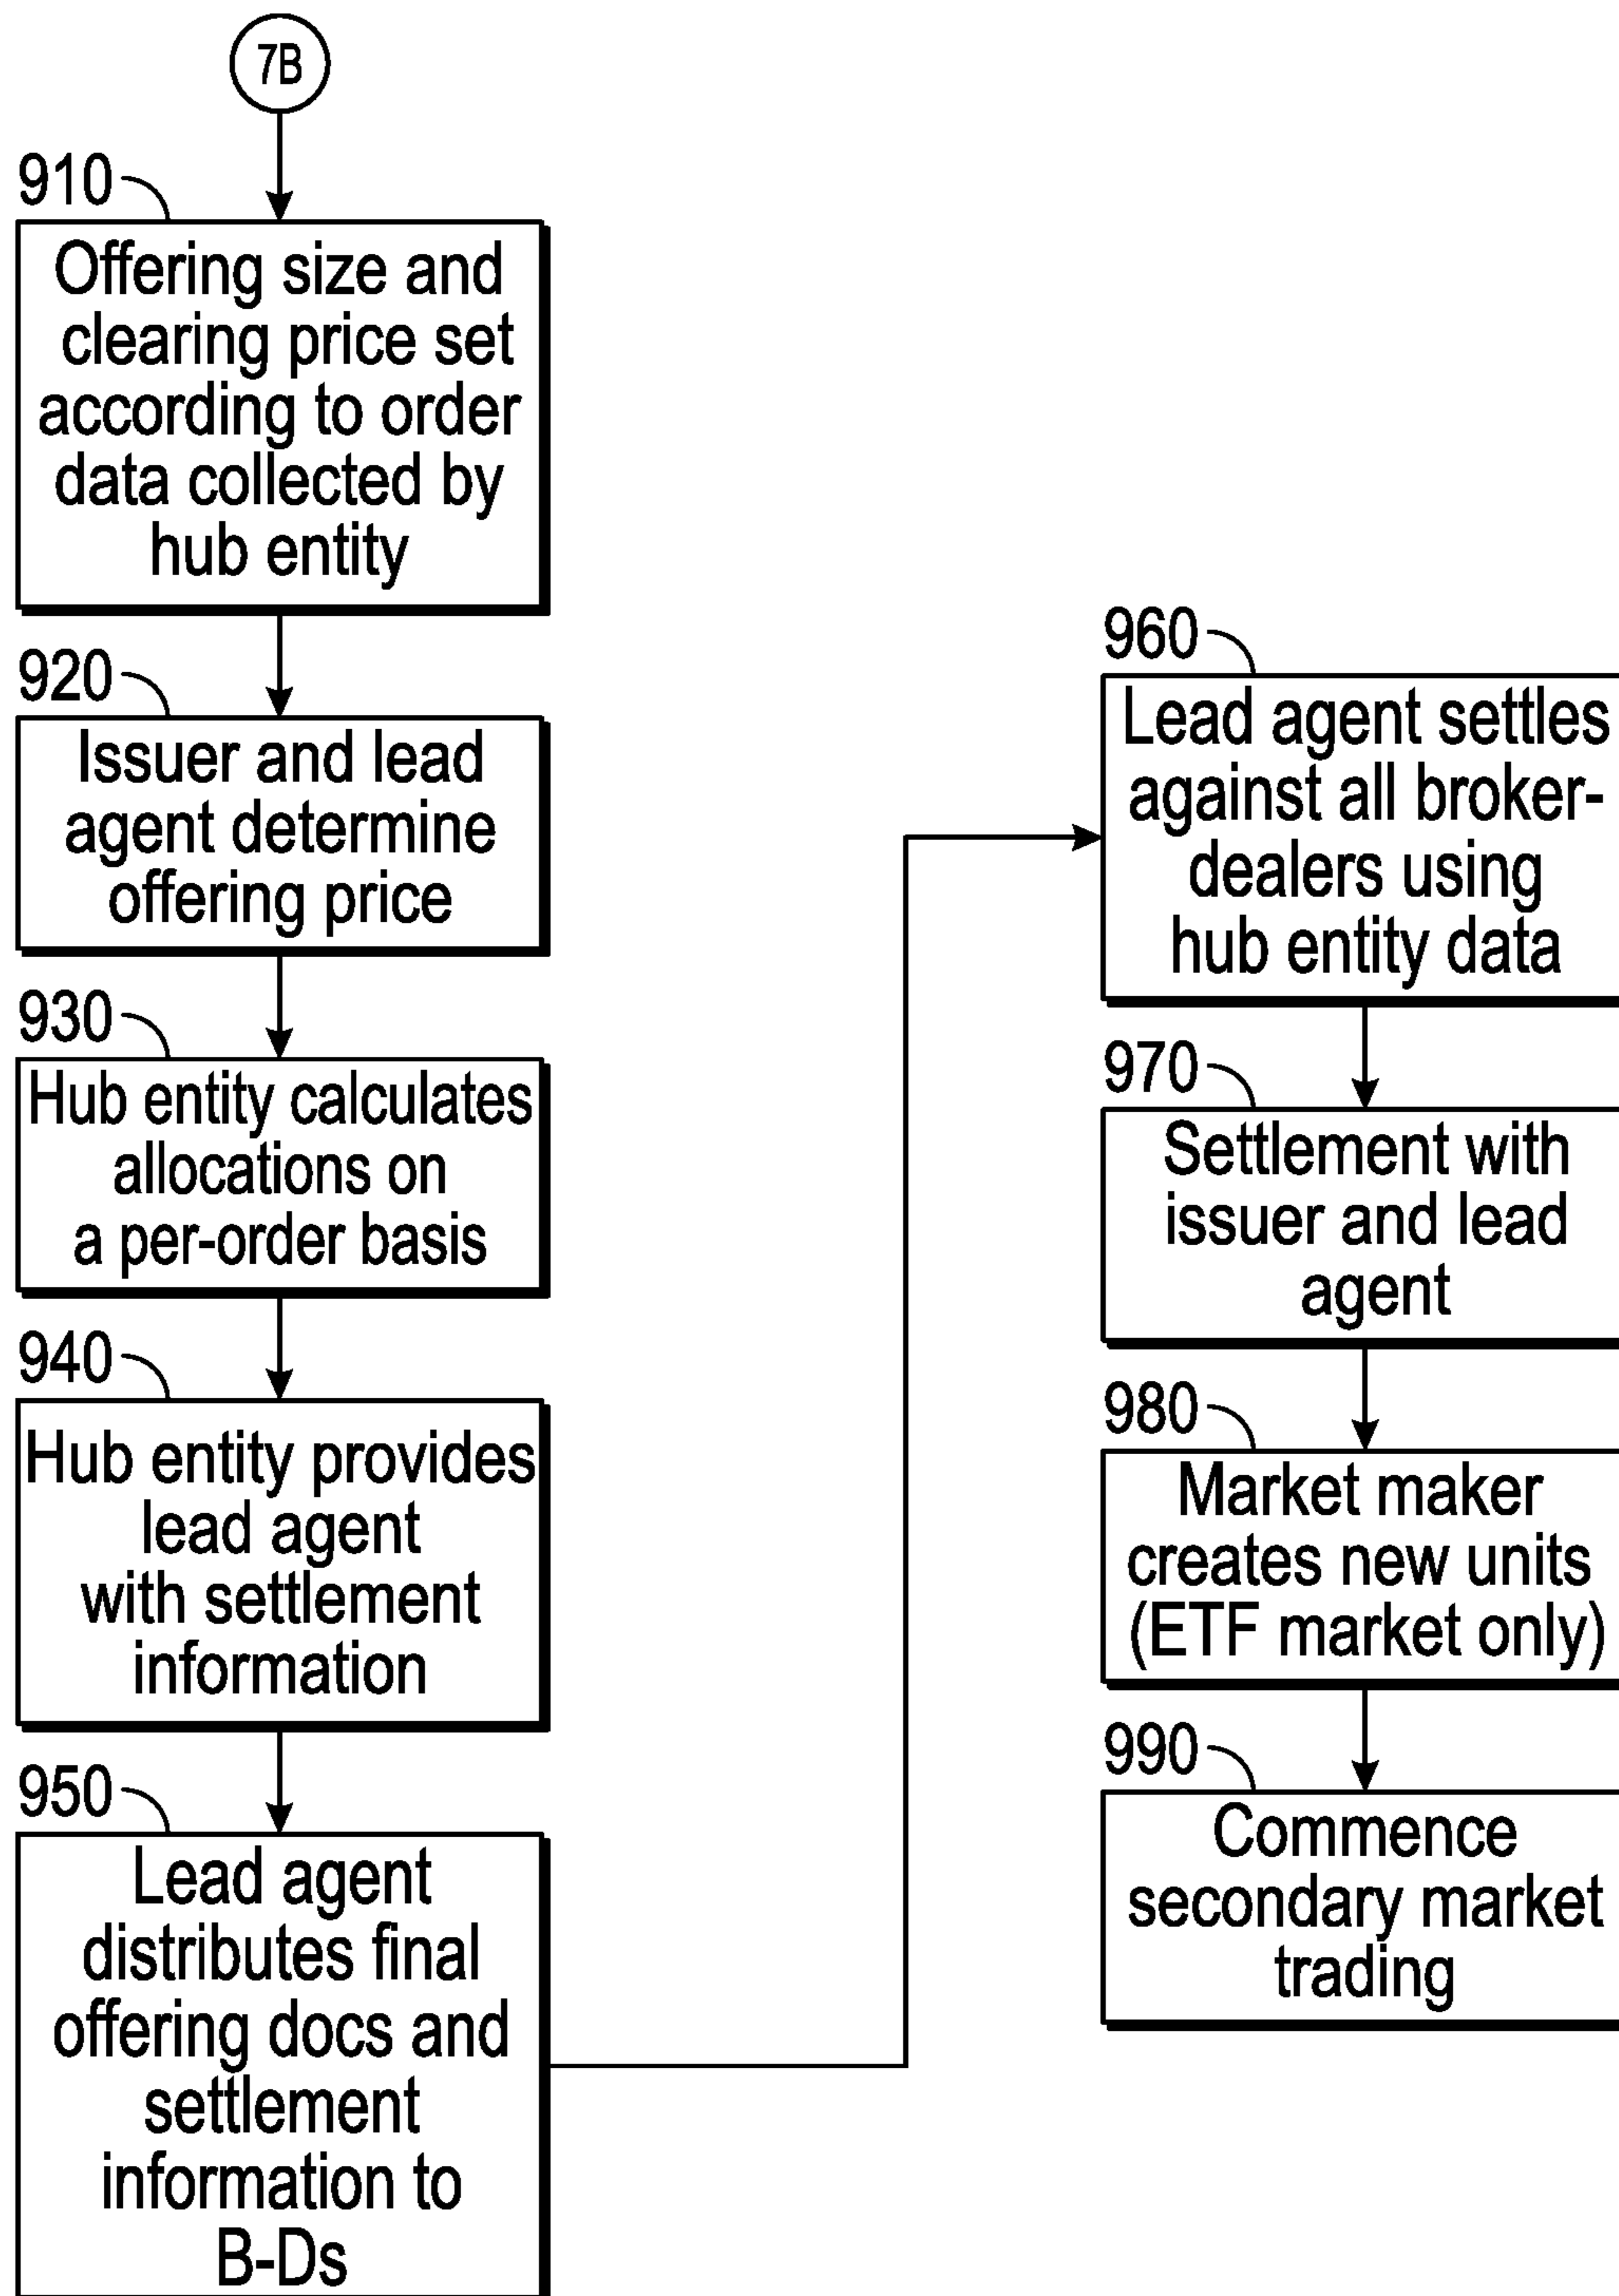 7B
910
Offering size and
clearing price set
according to order
data collected by
hub entity
920
Issuer and lead
agent determine
offering price
930
Hub entity calculates
allocations on
a per-order basis
940
Hub entity provides
lead agent
with settlement
information
950
Lead agent
distributes final
offering docs and
settlement
information to
B-Ds
960
Lead agent settles
against all broker-
dealers using
hub entity data
970
Settlement with
issuer and lead
agent
980
Market maker
creates new units
(ETF market only)
990
Commence
secondary market
trading